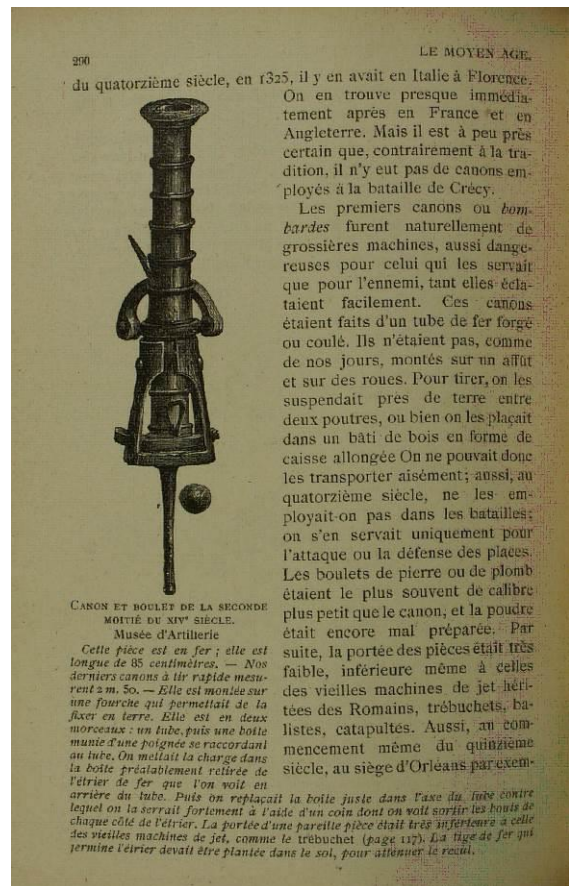 290
LE MOYEN AGE.
du quatorzième siècle, en 1325, il y en avait en Italie à Florence.
On en trouve presque immédia-
tement après en France et en
Angleterre. Mais il est à peu près
certain que, contrairement à la tra-
dition, il n'y eut pas de canons em-
ployés à la bataille de Crécy.
Les premiers canons ou bom-
bardes furent naturellement de
grossières machines, aussi dange-
reuses pour celui qui les servait
que pour l'ennemi, tant elles écla-
taient facilement. Ces canons
étaient faits d'un tube de fer forgé
ou coulé. Ils n'étaient pas, comme
de nos jours, montés sur un affût
et sur des roues. Pour tirer, on les
suspendait près de terre entre
deux poutres, ou bien on les plaçait
dans un bâti de bois en forme de
caisse allongée On ne pouvait donc
les transporter aisément; aussi, au
quatorzième siècle, ne les em-
ployait-on pas dans les batailles;
on s'en servait uniquement pour
l'attaque ou la défense des places.
Les boulets de pierre ou de plomb
étaient le plus souvent de calibre
plus petit que le canon, et la poudre
était encore mal préparée. Par
suite, la portée des pièces était très
faible, inférieure même à celles
des vieilles machines de jet héri-
tées des Romains, trébuchets, ba-
listes, catapultes. Aussi, au com-
mencement même du quinzième
siècle, au siège d'Orléans par exem-
CANON ET BOULET DE LA SECONDE
MOITIÉ DU XIVe SIÈCLE.
Musée d'Artillerie
Cette pièce est en fer; elle est
longue de 85 centimètres. — Nos
derniers canons à tir rapide mesu-
rent 2 m. 50. — Elle est montée sur
une fourche qui permettait de la
fixer en terre. Elle est en deux
morceaux : un tube, puis une boîte
munie d'une poignée se raccordant
au tube. On mettait la charge dans
la boîte préalablement retirée de
l'étrier de fer que l'on voit en
arrière du tube. Puis on replaçait la boîte juste dans l'axe du tube contre
lequel on la serrait fortement à l'aide d'un coin dont on voit sortir les bouts de
chaque côté de l'étrier. La portée d'une pareille pièce était très inférieure à celle
des vieilles machines de jet, comme le trébuchet (page 117). La tige de fer qui
termine l'étrier devait être plantée dans le sol, pour atténuer le recul.